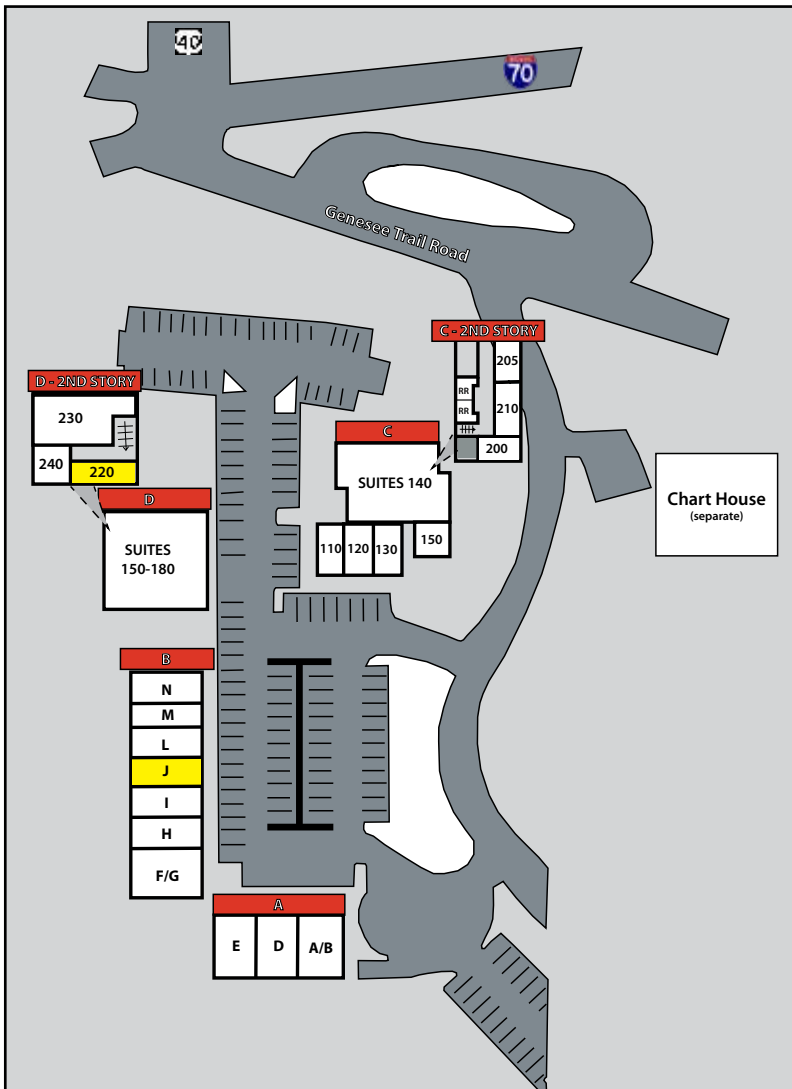 40
70
Genesee Trail Road
C - 2ND STORY
205
RR
RR
210
200
D - 2ND STORY
230
240
220
C
SUITES 140
110
120
130
150
Chart House
(separate)
D
SUITES
150-180
B
N
M
L
J
I
H
F/G
A
E
D
A/B